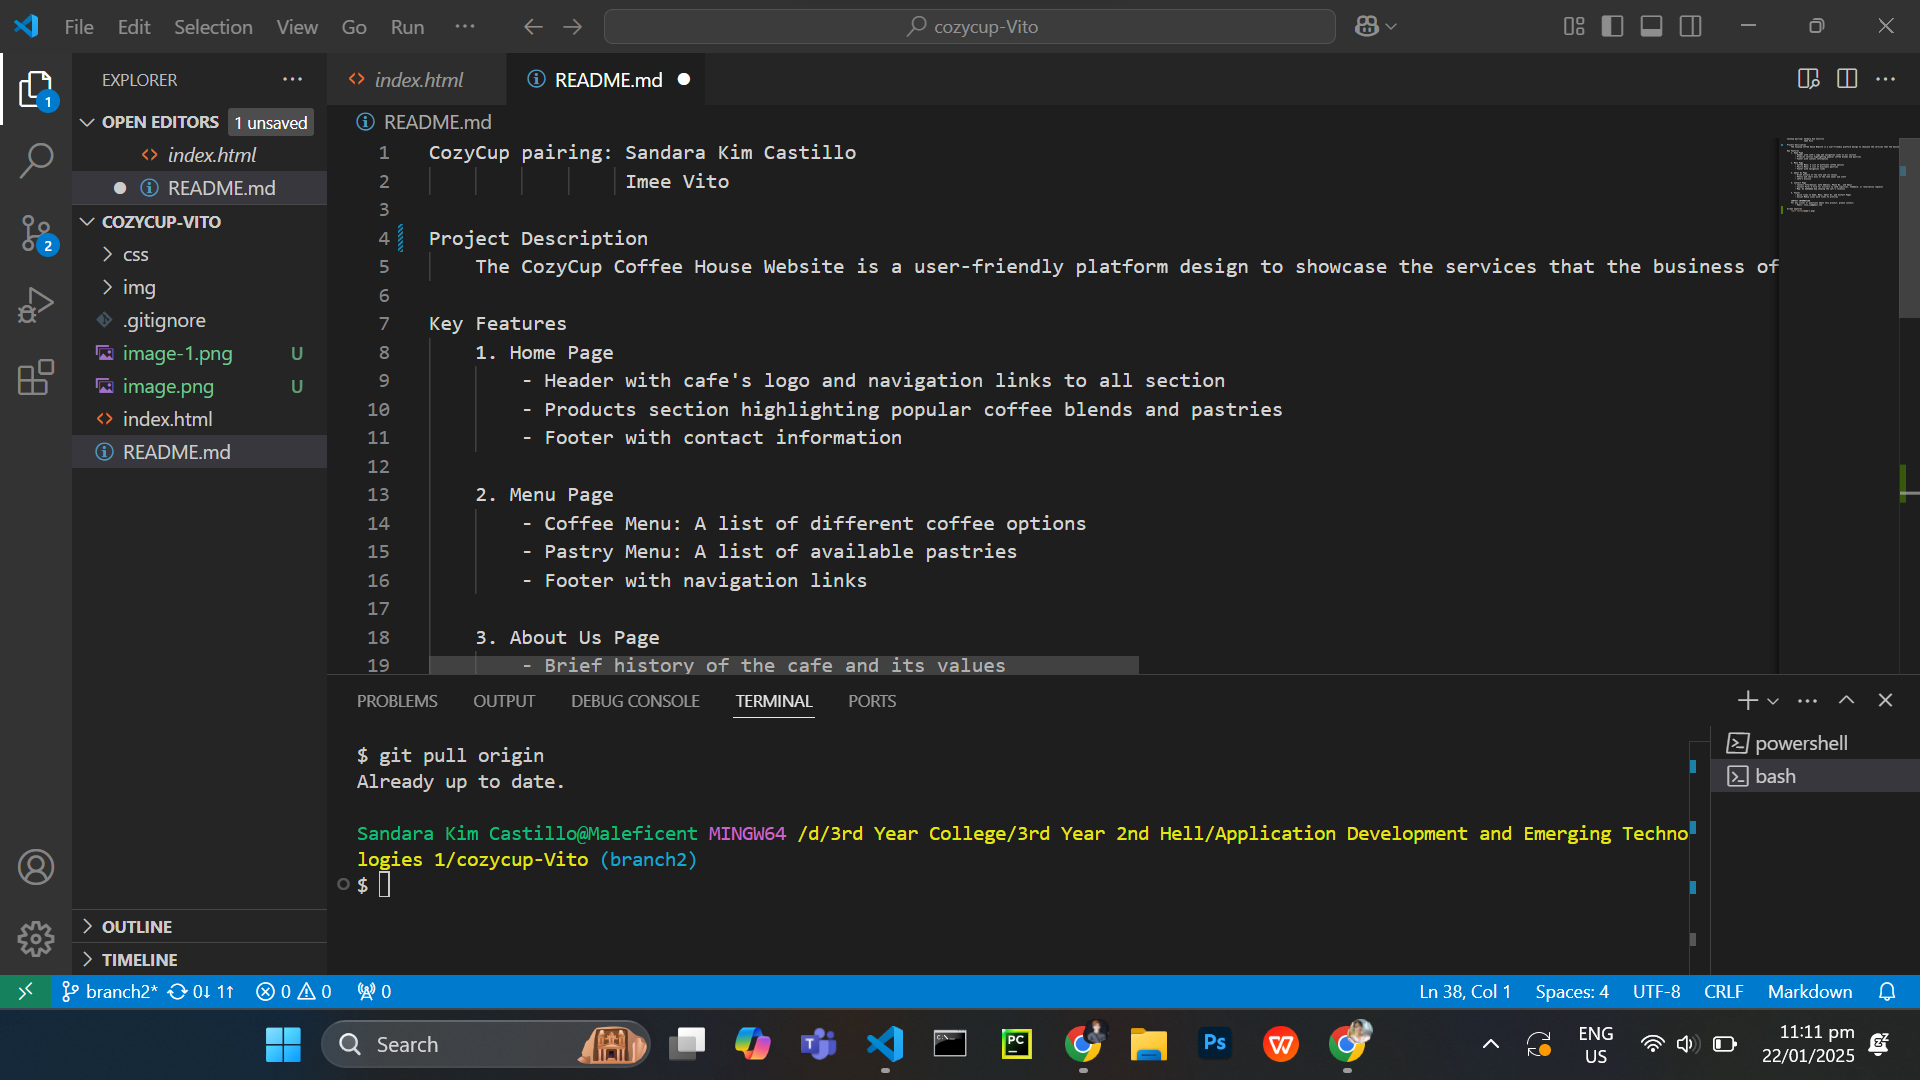 File Edit Selection View Go Run ...
cozycup-Vito
EXPLORER
OPEN EDITORS 1 unsaved
index.html
README.md
COZYCUP-VITO
css
img
.gitignore
image-1.png U
image.png U
index.html
README.md
OUTLINE
TIMELINE
1
2
index.html
README.md
README.md
1 CozyCup pairing: Sandara Kim Castillo
2 Imee Vito
3
4 Project Description
5 The CozyCup Coffee House Website is a user-friendly platform design to showcase the services that the business of
6
7 Key Features
8 1. Home Page
9 - Header with cafe's logo and navigation links to all section
10 - Products section highlighting popular coffee blends and pastries
11 - Footer with contact information
12
13 2. Menu Page
14 - Coffee Menu: A list of different coffee options
15 - Pastry Menu: A list of available pastries
16 - Footer with navigation links
17
18 3. About Us Page
19 - Brief history of the cafe and its values
PROBLEMS OUTPUT DEBUG CONSOLE TERMINAL PORTS
$ git pull origin
Already up to date.
Sandara Kim Castillo@Maleficent MINGW64 /d/3rd Year College/3rd Year 2nd Hell/Application Development and Emerging Techno
logies 1/cozycup-Vito (branch2)
$
powershell
bash
branch2* 0↓ 1↑ 0 0 0
Ln 38, Col 1 Spaces: 4 UTF-8 CRLF Markdown
Search
PC
Ps
W
ENG
US
11:11 pm
22/01/2025